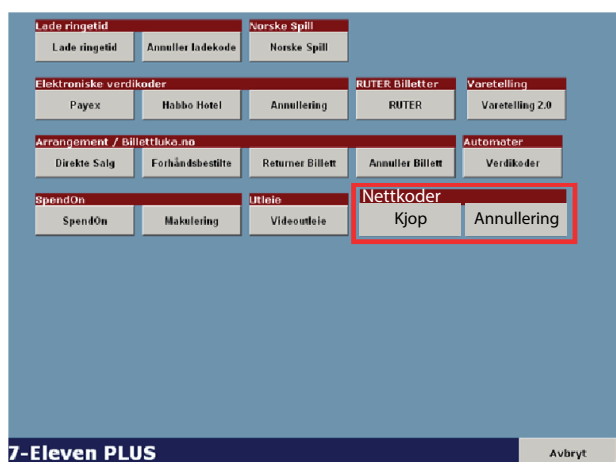 Lade ringetid Norske Spill
Lade ringetid Annuller ladekode Norske Spill
Elektroniske verdikoder RUTER Billetter Varetelling
Payex Habbo Hotel Annullering RUTER Varetelling 2.0
Arrangement / Billettluka.no Automater
Direkte Salg Forhåndsbestilte Returner Billett Annuller Billett Verdikoder
SpendOn Utleie Nettkoder
SpendOn Makulering Videoutleie Kjop Annullering
7-Eleven PLUS Avbryt